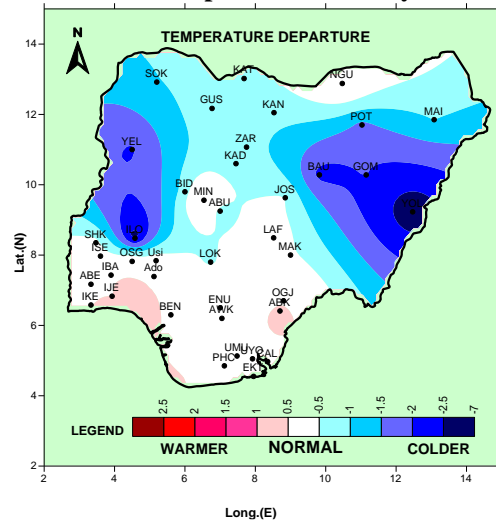 N
TEMPERATURE DEPARTURE
KAT
NGU
SOK
GUS
KAN
POT
MAI
YEL
ZAR
KAD
BAU
GOM
BID
MIN
ABU
JOS
YOL
SHK
ILO
LAF
ISE
OSG
Usi
LOK
MAK
ABE
IBA
Ado
IKE
IJE
BEN
ENU
AWK
OGJ
ABK
PHC
UMU
UYO
CAL
EKT
14
12
10
8
6
4
2
Lat.(N)
LEGEND
2.5
2
1.5
1
0.5
-0.5
-1
-1.5
-2
-2.5
-7
WARMER
NORMAL
COLDER
2
4
6
8
10
12
14
Long.(E)